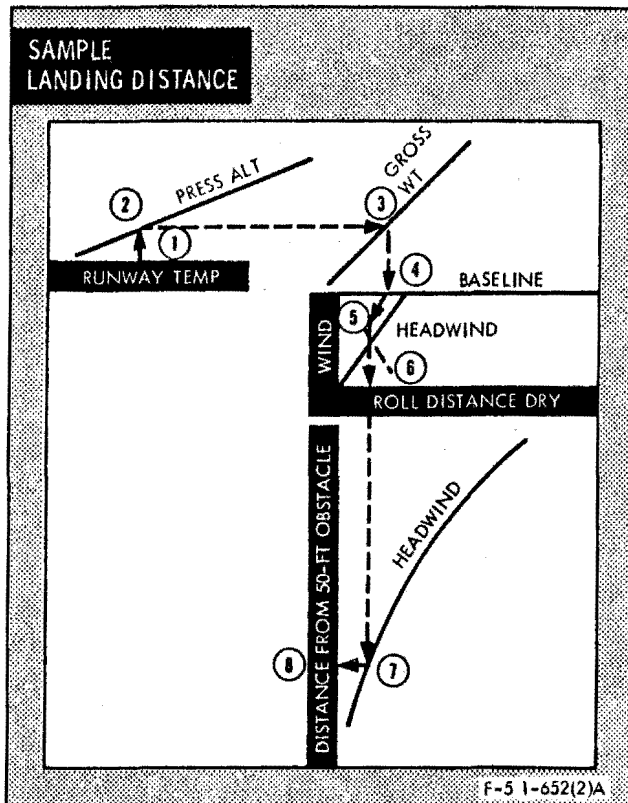 SAMPLE
LANDING DISTANCE
PRESS ALT
GROSS
WT
2
3
1
4
RUNWAY TEMP
BASELINE
WIND
5
HEADWIND
6
ROLL DISTANCE DRY
DISTANCE FROM 50-FT OBSTACLE
HEADWIND
8
7
F-5 1-652(2)A